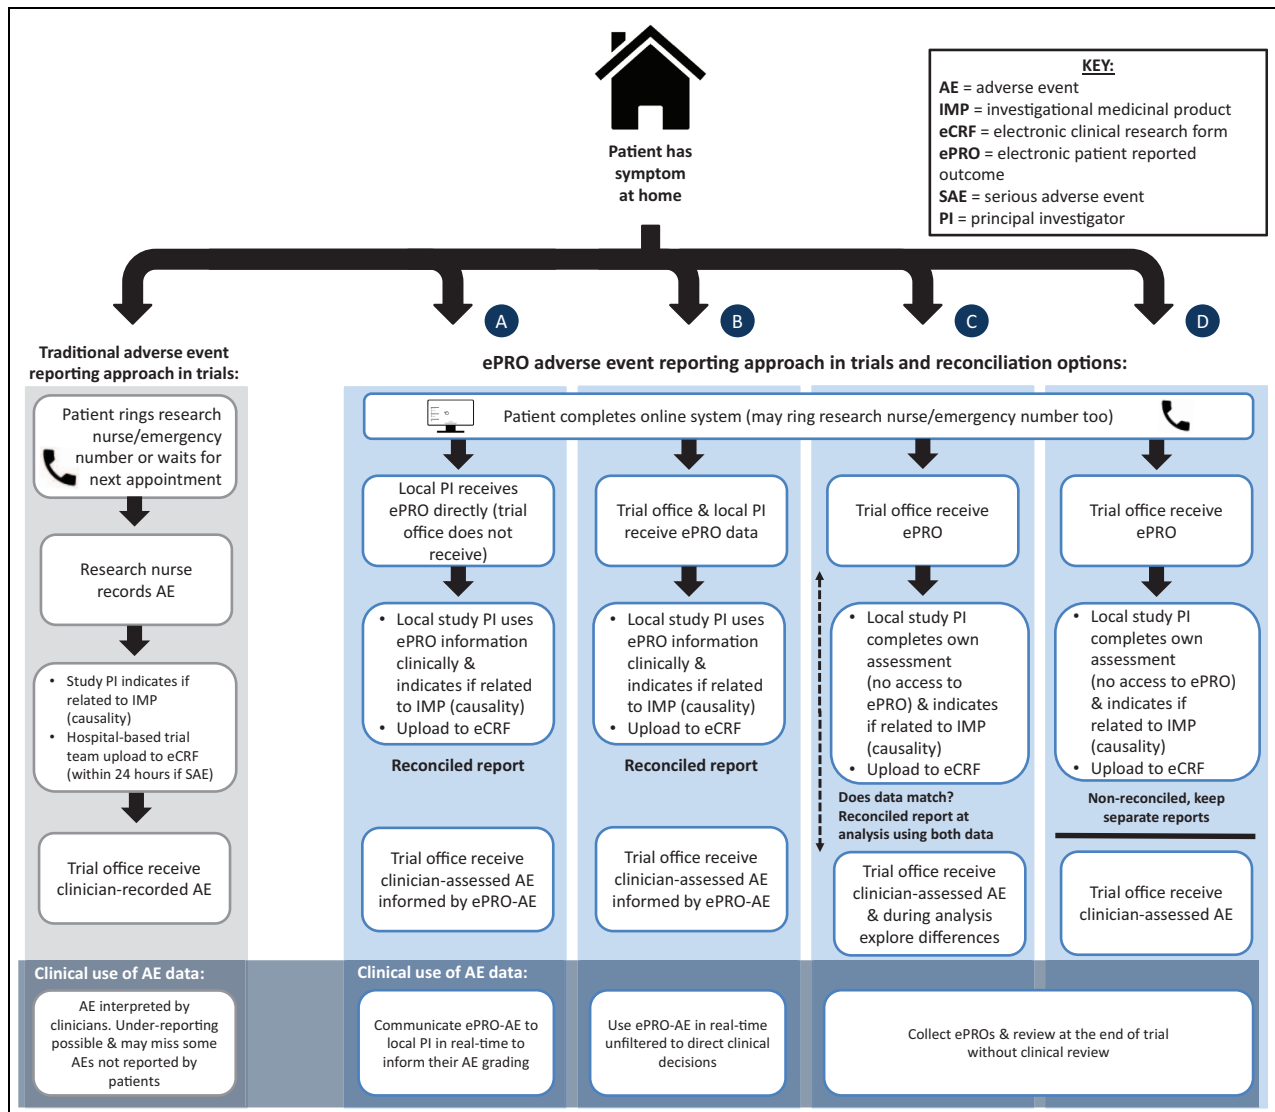 Patient has
symptom
at home
KEY:
AE = adverse event
IMP = investigational medicinal product
eCRF = electronic clinical research form
ePRO = electronic patient reported
outcome
SAE = serious adverse event
PI = principal investigator
A
B
C
D
Traditional adverse event
reporting approach in trials:
ePRO adverse event reporting approach in trials and reconciliation options:
Patient rings research
nurse/emergency
number or waits for
next appointment
Research nurse
records AE
• Study PI indicates if
related to IMP
(causality)
• Hospital-based trial
team upload to eCRF
(within 24 hours if SAE)
Trial office receive
clinician-recorded AE
Patient completes online system (may ring research nurse/emergency number too)
Local PI receives
ePRO directly (trial
office does not
receive)
• Local study PI uses
ePRO information
clinically &
indicates if related
to IMP (causality)
• Upload to eCRF
Reconciled report
Trial office receive
clinician-assessed AE
informed by ePRO-AE
Trial office & local PI
receive ePRO data
• Local study PI uses
ePRO information
clinically &
indicates if related
to IMP (causality)
• Upload to eCRF
Reconciled report
Trial office receive
clinician-assessed AE
informed by ePRO-AE
Trial office receive
ePRO
• Local study PI
completes own
assessment
(no access to
ePRO) & indicates
if related to IMP
(causality)
• Upload to eCRF
Does data match?
Reconciled report at
analysis using both data
Trial office receive
clinician-assessed AE
& during analysis
explore differences
Trial office receive
ePRO
• Local study PI
completes own
assessment
(no access to ePRO)
& indicates if
related to IMP
(causality)
• Upload to eCRF
Non-reconciled, keep
separate reports
Trial office receive
clinician-assessed AE
Clinical use of AE data:
AE interpreted by
clinicians. Under-reporting
possible & may miss some
AEs not reported by
patients
Clinical use of AE data:
Communicate ePRO-AE to
local PI in real-time to
inform their AE grading
Use ePRO-AE in real-time
unfiltered to direct clinical
decisions
Collect ePROs & review at the end of trial
without clinical review